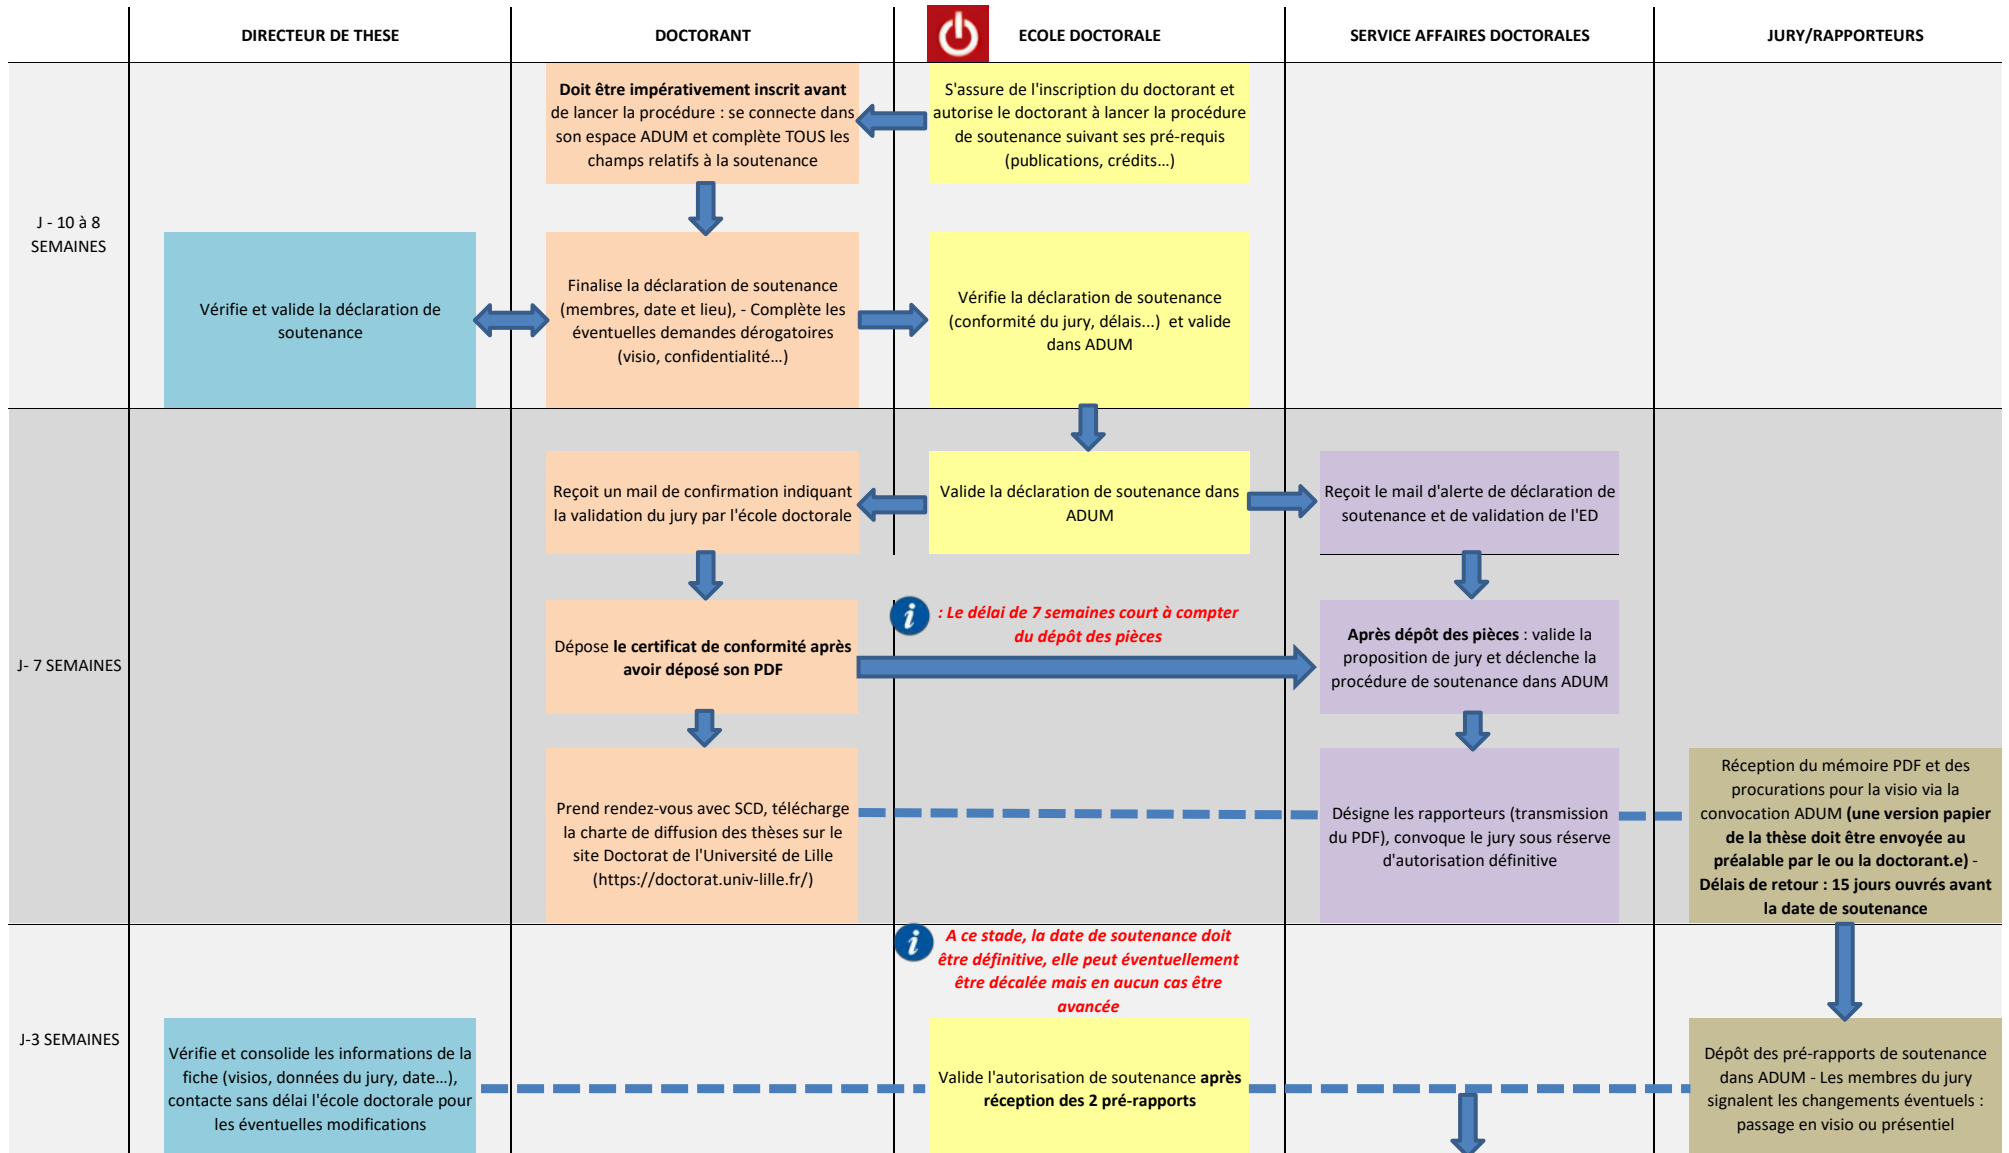 DIRECTEUR DE THESE
DOCTORANT
ECOLE DOCTORALE
SERVICE AFFAIRES DOCTORALES
JURY/RAPPORTEURS
J - 10 à 8
SEMAINES
Doit être impérativement inscrit avant
de lancer la procédure : se connecte dans
son espace ADUM et complète TOUS les
champs relatifs à la soutenance
S'assure de l'inscription du doctorant et
autorise le doctorant à lancer la procédure
de soutenance suivant ses pré-requis
(publications, crédits…)
Vérifie et valide la déclaration de
soutenance
Finalise la déclaration de soutenance
(membres, date et lieu), - Complète les
éventuelles demandes dérogatoires
(visio, confidentialité…)
Vérifie la déclaration de soutenance
(conformité du jury, délais...)  et valide
dans ADUM
J- 7 SEMAINES
Reçoit un mail de confirmation indiquant
la validation du jury par l'école doctorale
Valide la déclaration de soutenance dans
ADUM
Reçoit le mail d'alerte de déclaration de
soutenance et de validation de l'ED
Dépose le certificat de conformité après
avoir déposé son PDF
i
: Le délai de 7 semaines court à compter
du dépôt des pièces
Après dépôt des pièces : valide la
proposition de jury et déclenche la
procédure de soutenance dans ADUM
Prend rendez-vous avec SCD, télécharge
la charte de diffusion des thèses sur le
site Doctorat de l'Université de Lille
(https://doctorat.univ-lille.fr/)
Désigne les rapporteurs (transmission
du PDF), convoque le jury sous réserve
d'autorisation définitive
Réception du mémoire PDF et des
procurations pour la visio via la
convocation ADUM (une version papier
de la thèse doit être envoyée au
préalable par le ou la doctorant.e) -
Délais de retour : 15 jours ouvrés avant
la date de soutenance
J-3 SEMAINES
i
A ce stade, la date de soutenance doit
être définitive, elle peut éventuellement
être décalée mais en aucun cas être
avancée
Vérifie et consolide les informations de la
fiche (visios, données du jury, date…),
contacte sans délai l'école doctorale pour
les éventuelles modifications
Valide l'autorisation de soutenance après
réception des 2 pré-rapports
Dépôt des pré-rapports de soutenance
dans ADUM - Les membres du jury
signalent les changements éventuels :
passage en visio ou présentiel